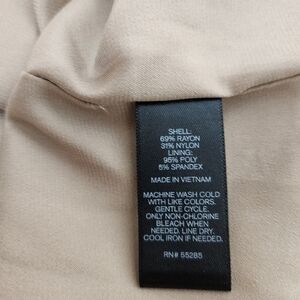 SHELL:
69% RAYON
31% NYLON
LINING:
95% POLY
5% SPANDEX
MADE IN VIETNAM
MACHINE WASH COLD
WITH LIKE COLORS.
GENTLE CYCLE.
ONLY NON-CHLORINE
BLEACH WHEN
NEEDED. LINE DRY.
COOL IRON IF NEEDED.
RN# 55285